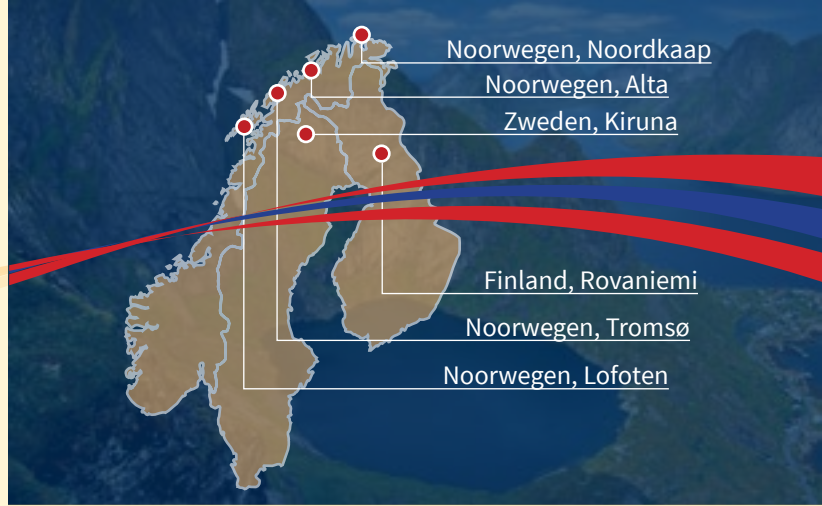 Noorwegen, Noordkaap
Noorwegen, Alta
Zweden, Kiruna
Finland, Rovaniemi
Noorwegen, Tromsø
Noorwegen, Lofoten